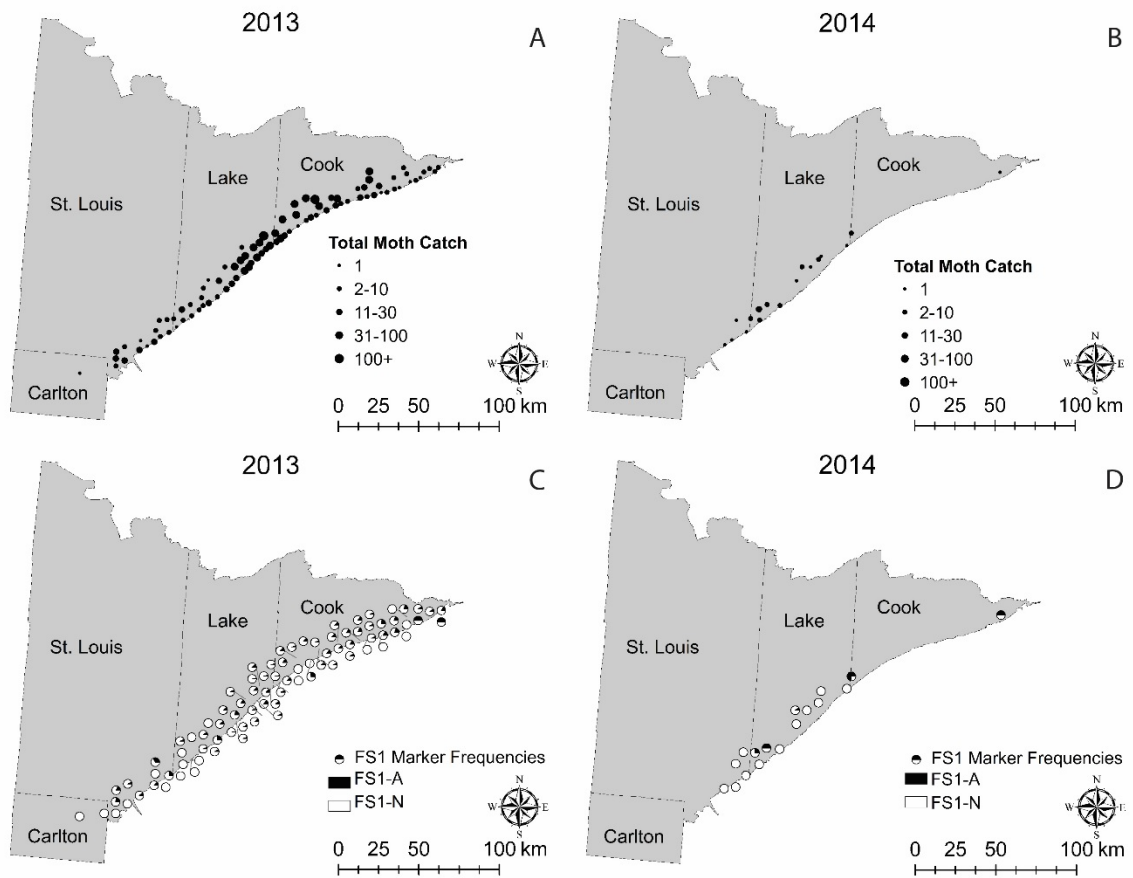 2013
A
St. Louis
Lake
Cook
Carlton
Total Moth Catch
1
2-10
11-30
31-100
100+
N
W E
S
0 25 50 100 km
2014
B
St. Louis
Lake
Cook
Carlton
Total Moth Catch
1
2-10
11-30
31-100
100+
N
W E
S
0 25 50 100 km
2013
C
St. Louis
Lake
Cook
Carlton
FS1 Marker Frequencies
FS1-A
FS1-N
N
W E
S
0 25 50 100 km
2014
D
St. Louis
Lake
Cook
Carlton
FS1 Marker Frequencies
FS1-A
FS1-N
N
W E
S
0 25 50 100 km